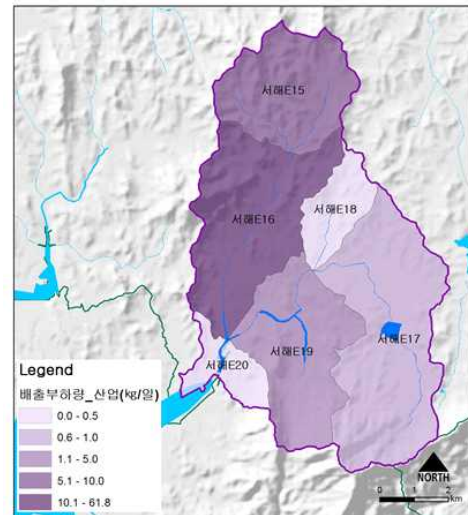 서해E15
서해E16
서해E18
서해E17
서해E19
서해E20
Legend
배출부하량_산업(kg/일)
0.0 - 0.5
0.6 - 1.0
1.1 - 5.0
5.1 - 10.0
10.1 - 61.8
NORTH
0 1 2
km